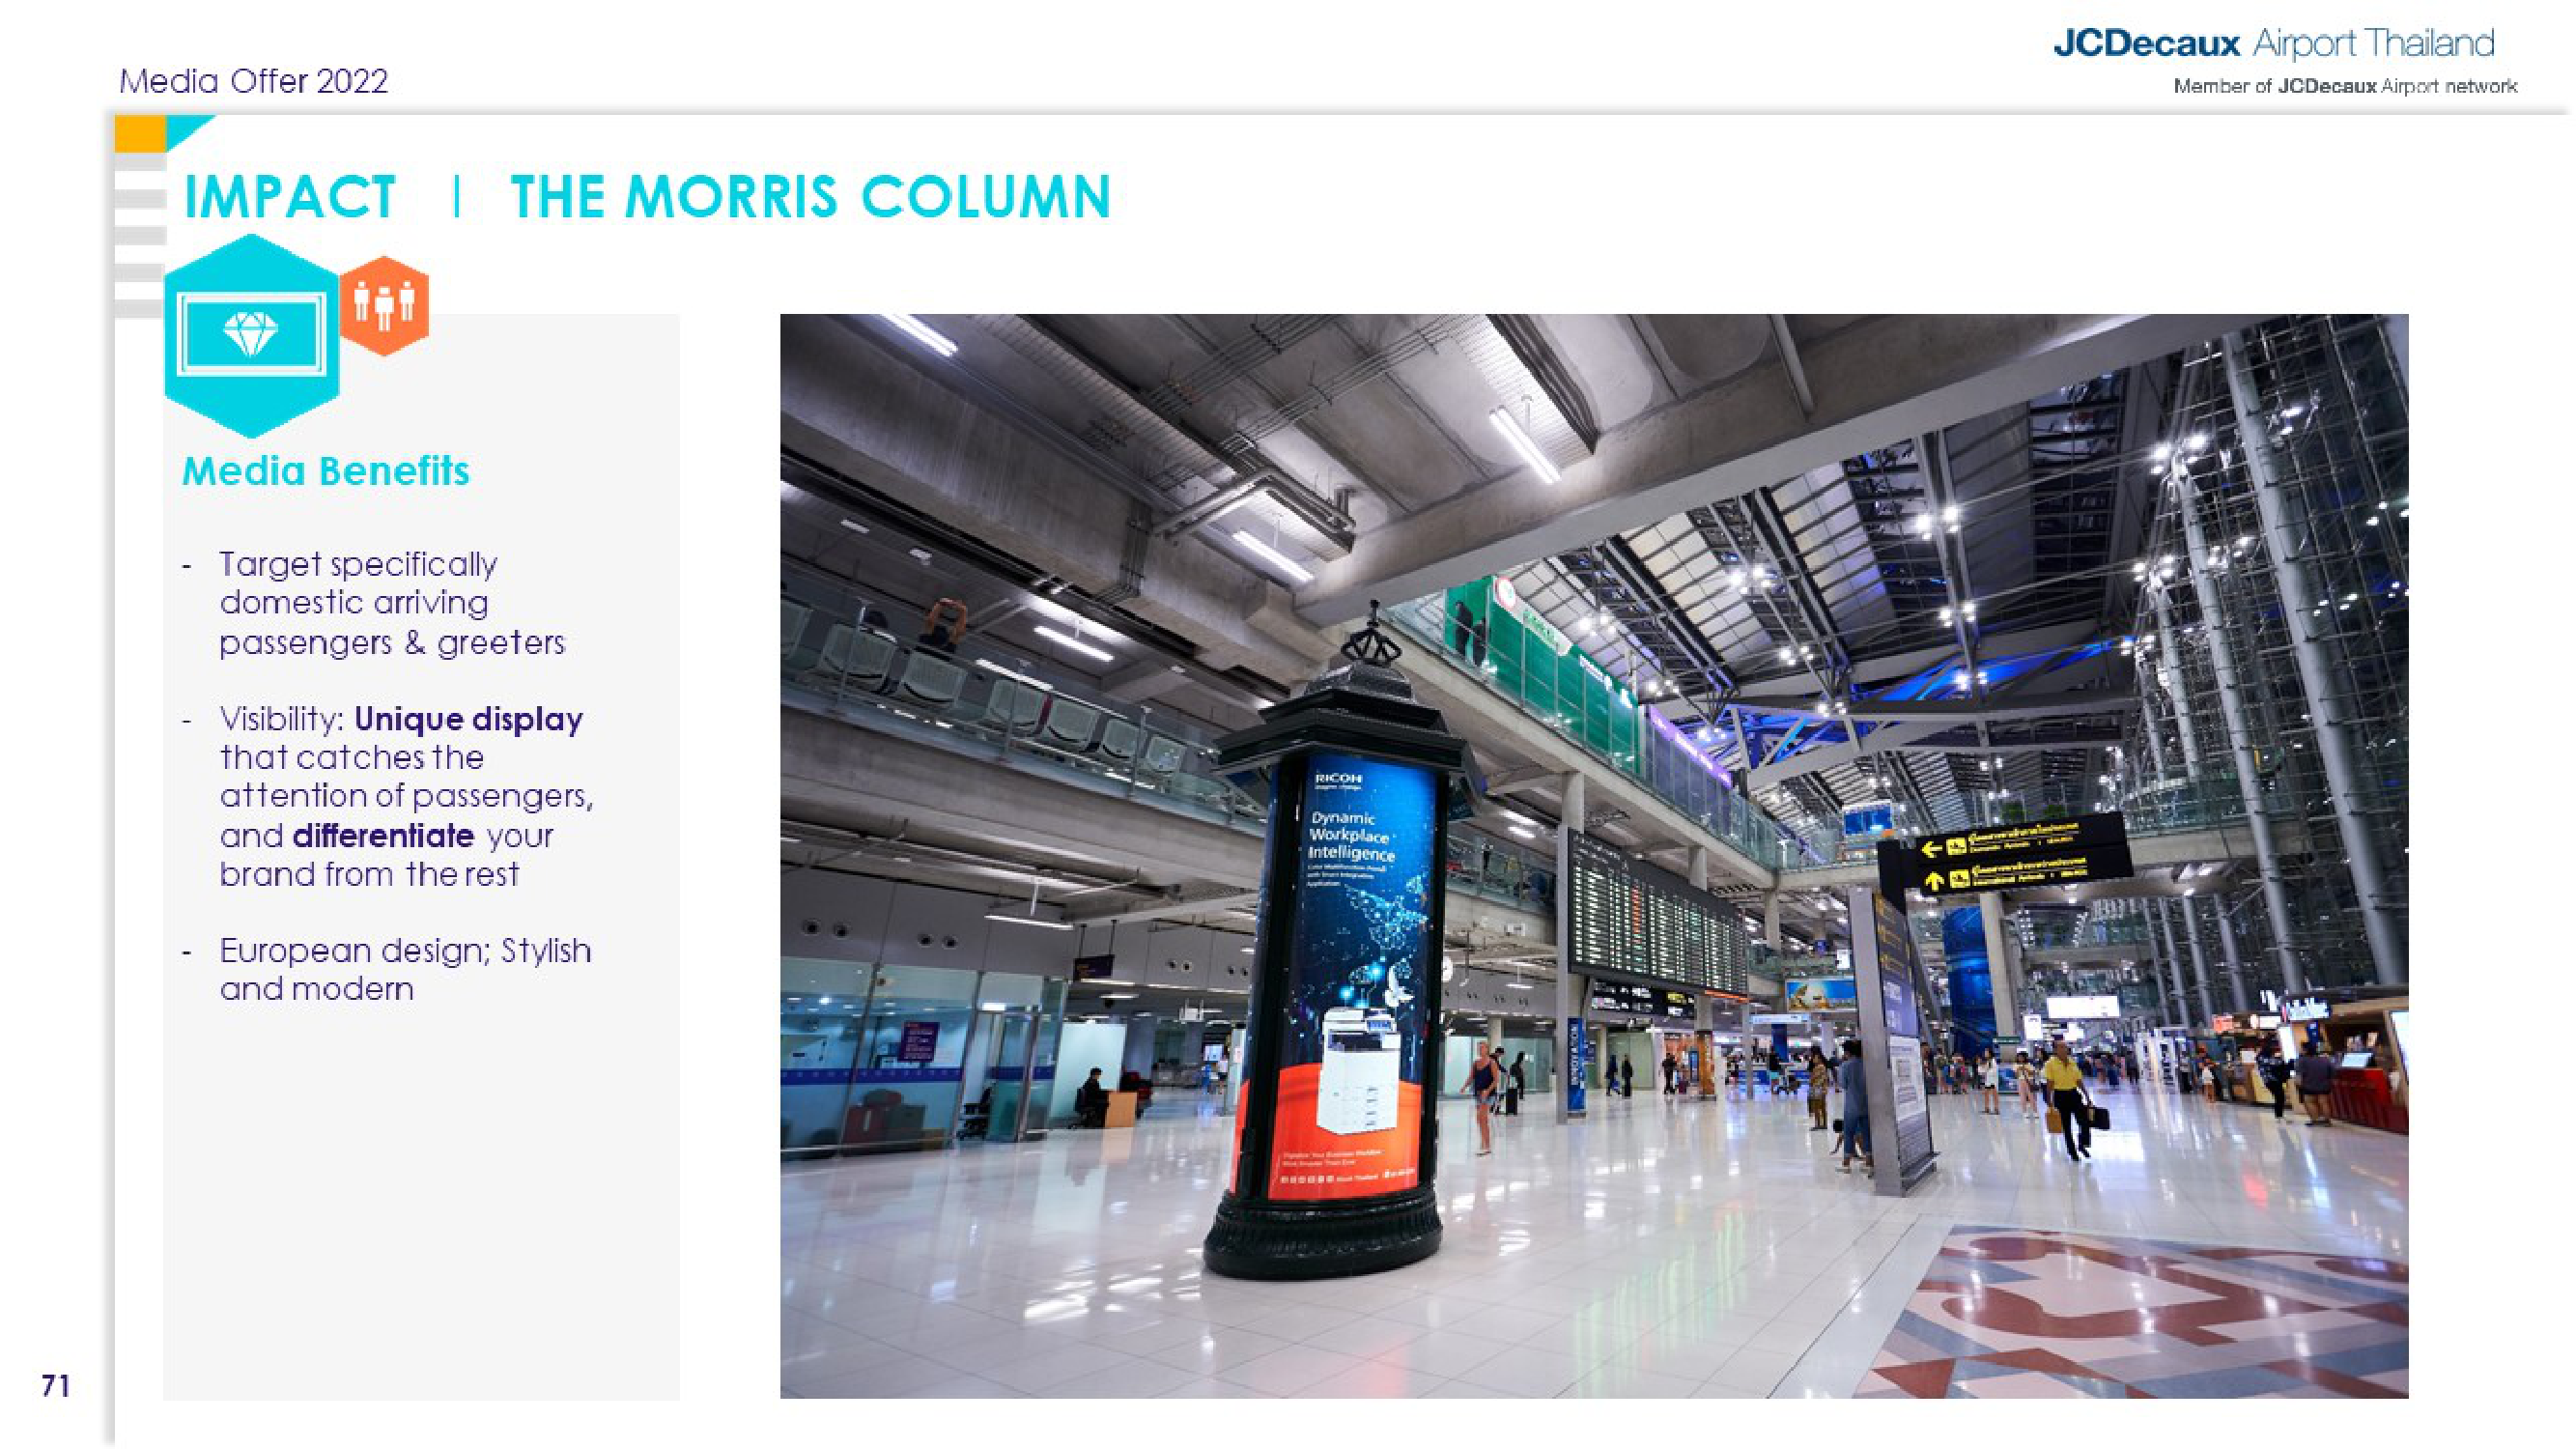 Media Offer 2022
JCDecaux Airport Thailand
Member of JCDecaux Airport network
IMPACT | THE MORRIS COLUMN
Media Benefits
- Target specifically
domestic arriving
passengers & greeters
- Visibility: Unique display
that catches the
attention of passengers,
and differentiate your
brand from the rest
- European design; Stylish
and modern
RICOH
imagine. change.
Dynamic
Workplace
Intelligence
71